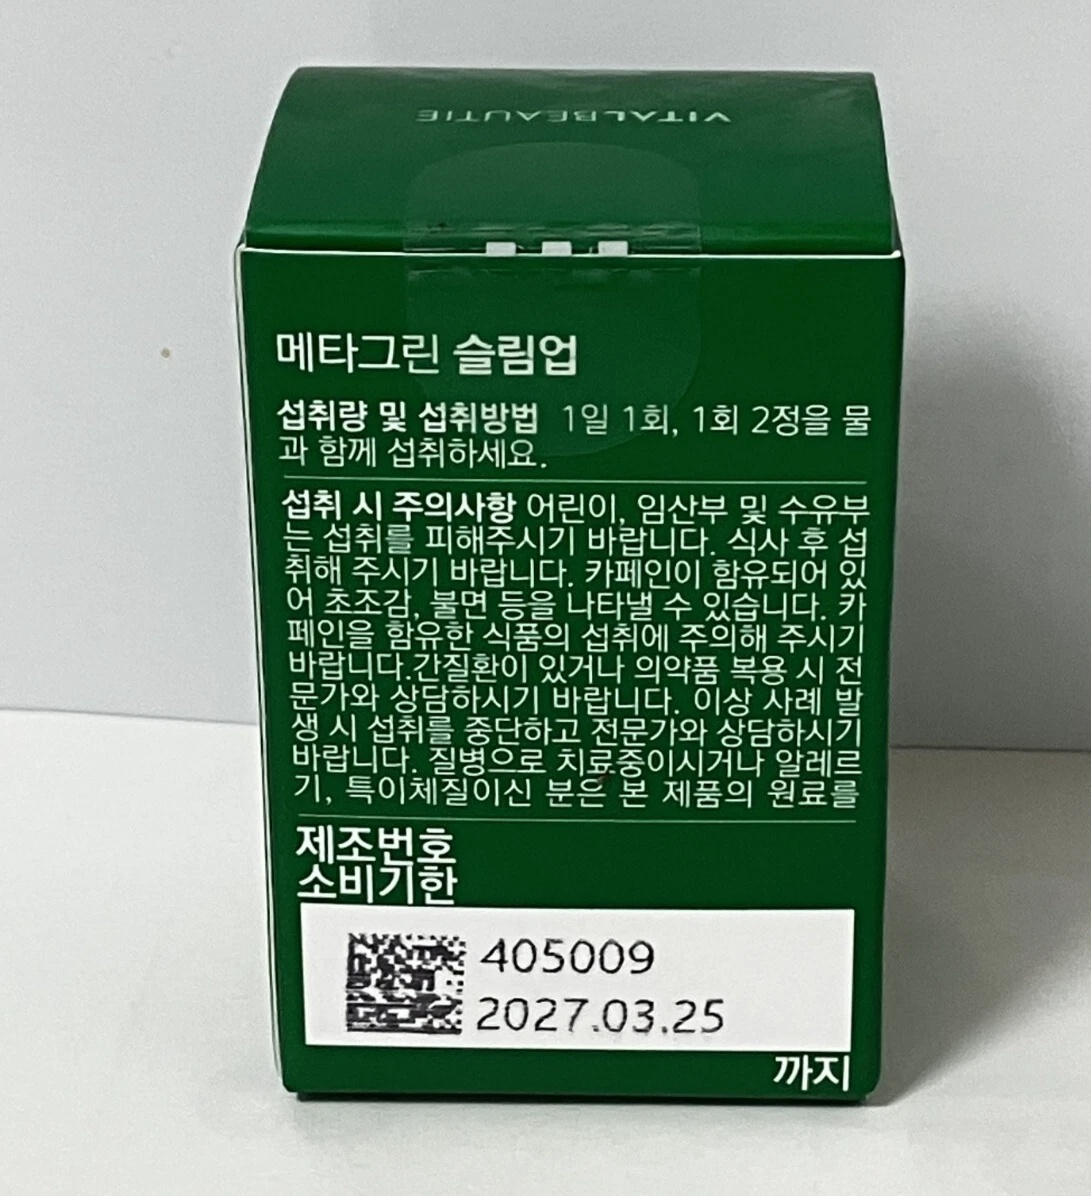 VITALBEAUTIE
메타그린 슬림업
섭취량 및 섭취방법 1일 1회, 1회 2정을 물
과 함께 섭취하세요.
섭취 시 주의사항 어린이, 임산부 및 수유부
는 섭취를 피해주시기 바랍니다. 식사 후 섭
취해 주시기 바랍니다. 카페인이 함유되어 있
어 초조감, 불면 등을 나타낼 수 있습니다. 카
페인을 함유한 식품의 섭취에 주의해 주시기
바랍니다.간질환이 있거나 의약품 복용 시 전
문가와 상담하시기 바랍니다. 이상 사례 발
생 시 섭취를 중단하고 전문가와 상담하시기
바랍니다. 질병으로 치료중이시거나 알레르
기, 특이체질이신 분은 본 제품의 원료를
제조번호
소비기한
405009
2027.03.25
까지